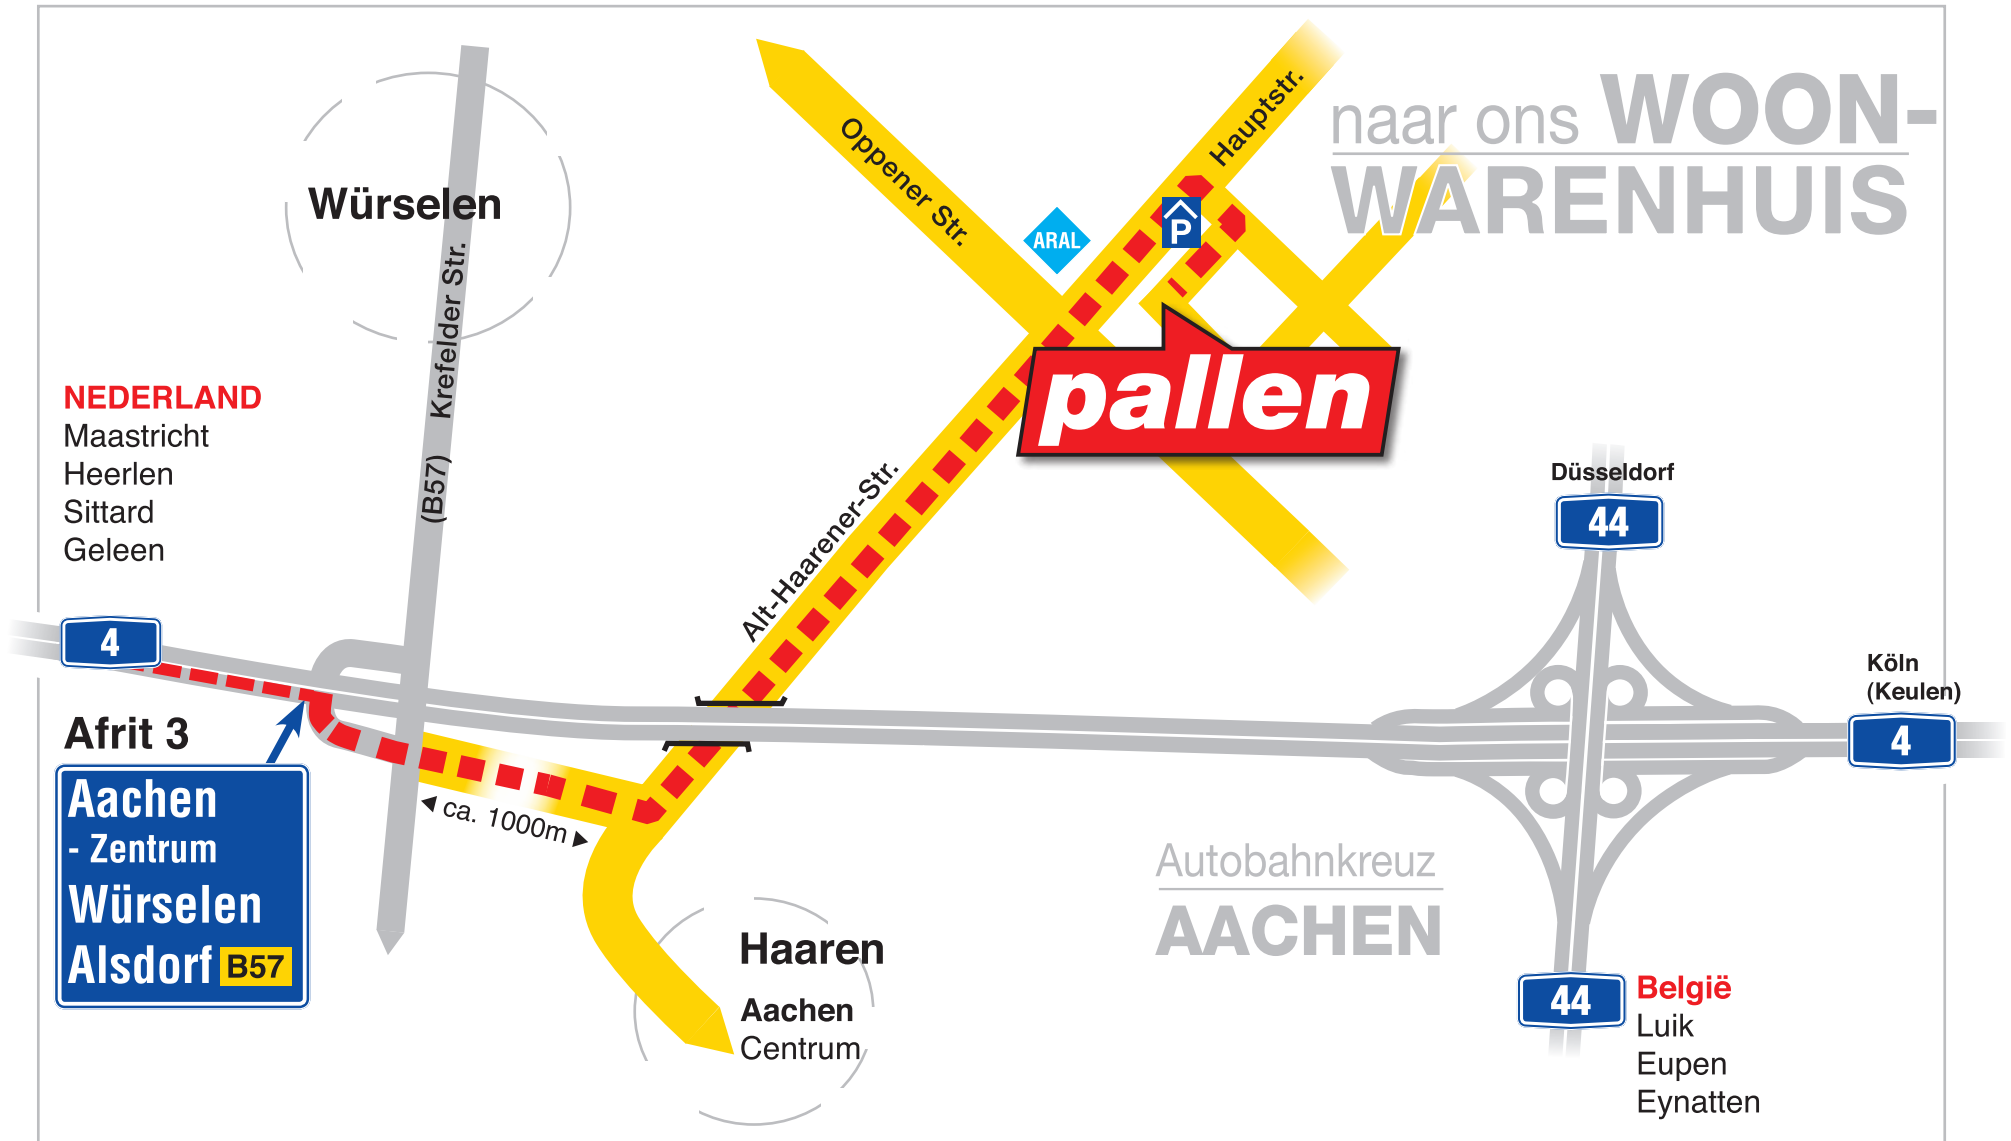 naar ons WOON-
WARENHUIS
Hauptstr.
Oppener Str.
ARAL
P
Würselen
Krefelder Str.
(B57)
pallen
Alt-Haarener-Str.
NEDERLAND
Maastricht
Heerlen
Sittard
Geleen
4
Düsseldorf
44
Köln
(Keulen)
4
Afrit 3
Aachen
- Zentrum
Würselen
Alsdorf B57
ca. 1000m
Autobahnkreuz
AACHEN
Haaren
Aachen
Centrum
44
België
Luik
Eupen
Eynatten